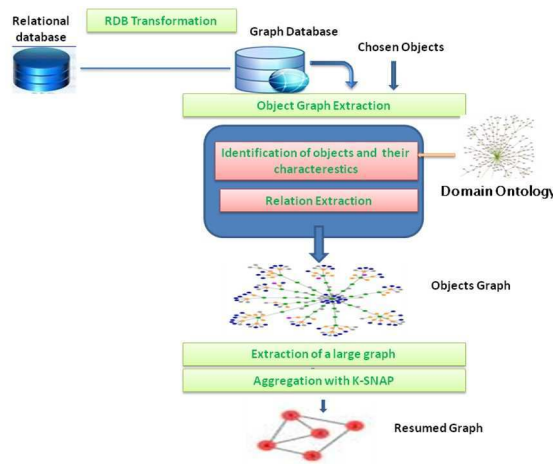 Relational
database
RDB Transformation
Graph Database
Chosen Objects
Object Graph Extraction
Identification of objects and their
characterestics
Domain Ontology
Relation Extraction
Objects Graph
Extraction of a large graph
Aggregation with K-SNAP
Resumed Graph